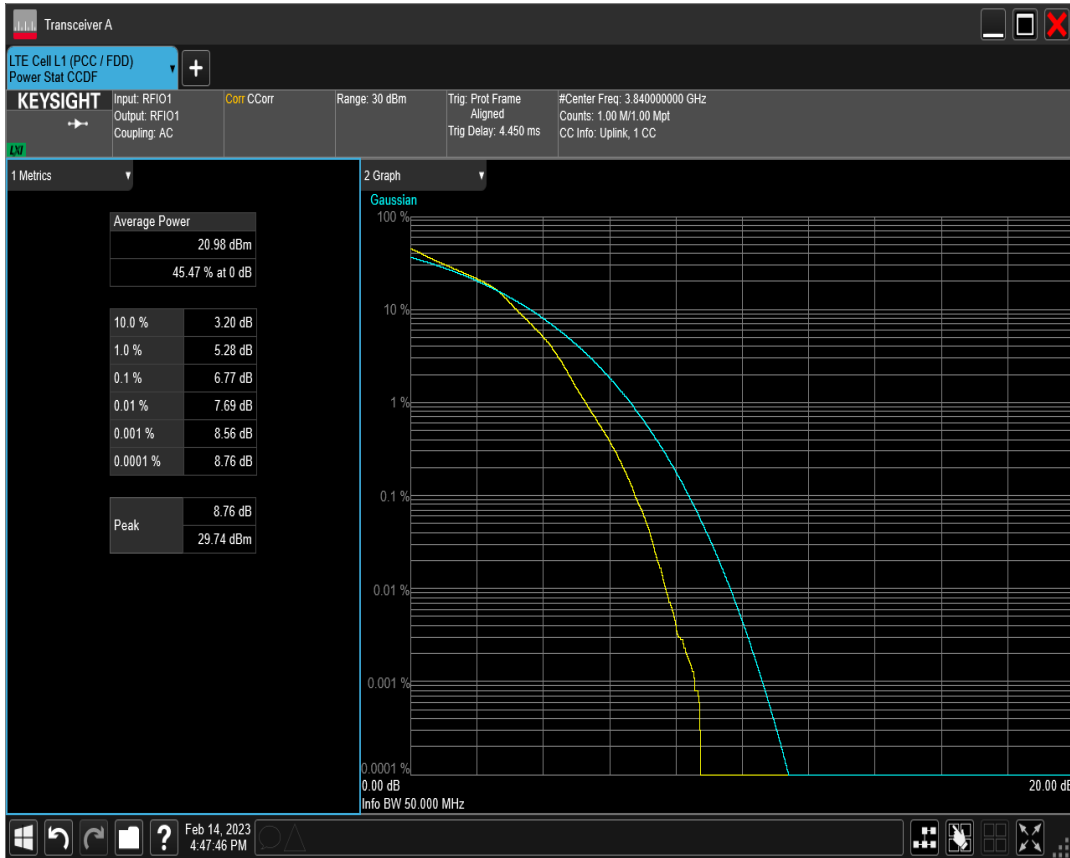 Transceiver A
LTE Cell L1 (PCC / FDD)
Power Stat CCDF
+
KEYSIGHT
LXI
Input: RFIO1
Output: RFIO1
Coupling: AC
Corr CCorr
Range: 30 dBm
Trig: Prot Frame
Aligned
Trig Delay: 4.450 ms
#Center Freq: 3.840000000 GHz
Counts: 1.00 M/1.00 Mpt
CC Info: Uplink, 1 CC
1 Metrics
Average Power
20.98 dBm
45.47 % at 0 dB
10.0 % 3.20 dB
1.0 % 5.28 dB
0.1 % 6.77 dB
0.01 % 7.69 dB
0.001 % 8.56 dB
0.0001 % 8.76 dB
Peak
8.76 dB
29.74 dBm
2 Graph
Gaussian
100 %
10 %
1 %
0.1 %
0.01 %
0.001 %
0.0001 %
0.00 dB 20.00 dB
Info BW 50.000 MHz
?
Feb 14, 2023
4:47:46 PM